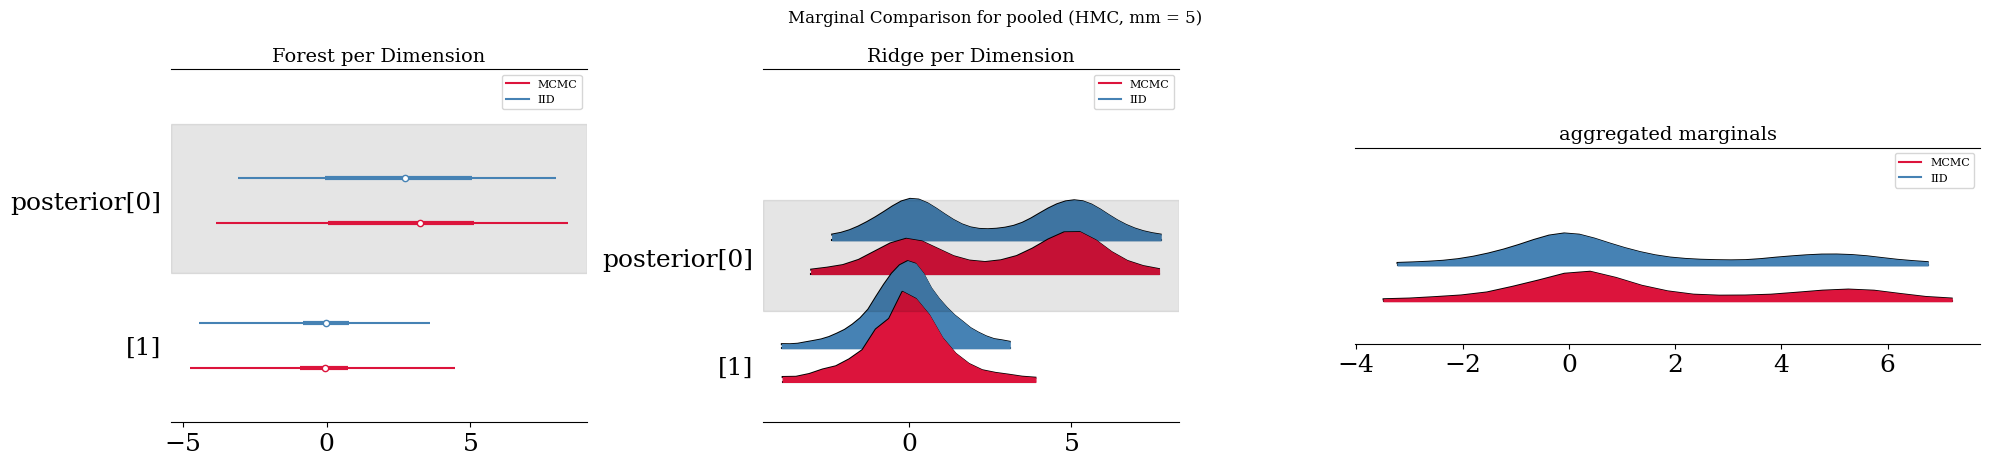 Marginal Comparison for pooled (HMC, mm = 5)
Forest per Dimension
MCMC
IID
posterior[0]
[1]
−5 0 5
Ridge per Dimension
MCMC
IID
posterior[0]
[1]
0 5
aggregated marginals
MCMC
IID
−4 −2 0 2 4 6